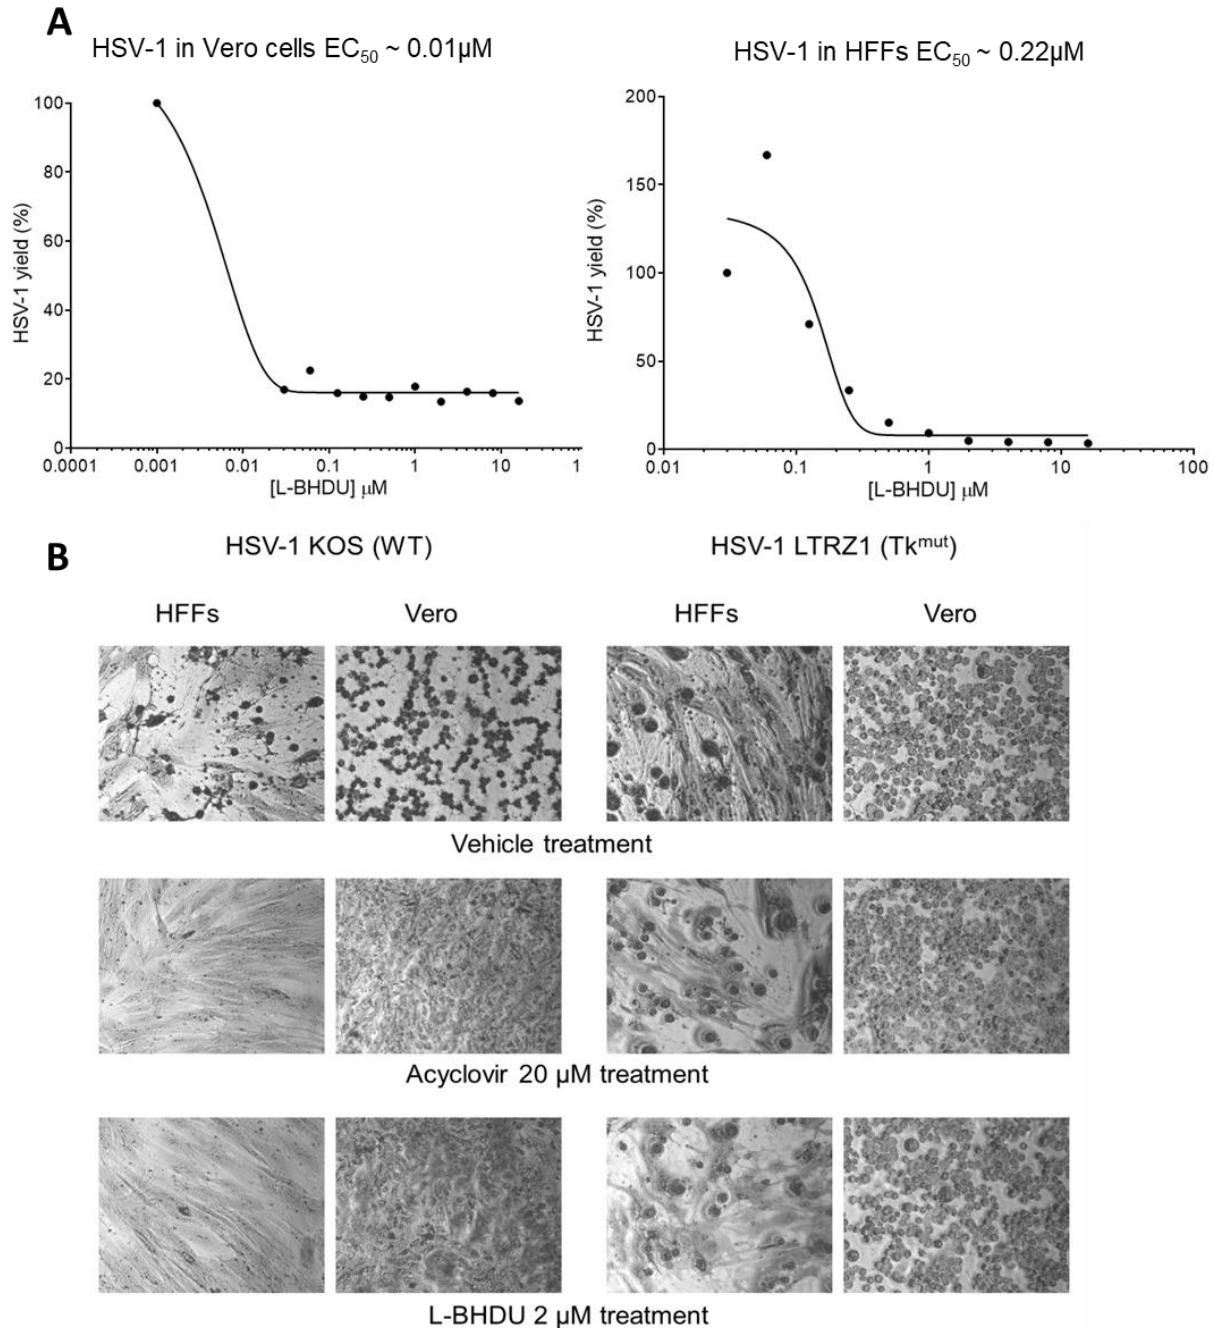 A
HSV-1 in Vero cells EC50 ~ 0.01µM
HSV-1 in HFFs EC50 ~ 0.22µM
HSV-1 yield (%)
100
80
60
40
20
0
0.0001 0.001 0.01 0.1 1 10 1
[L-BHDU] µM
HSV-1 yield (%)
200
150
100
50
0
0.01 0.1 1 10 100
[L-BHDU] µM
B
HSV-1 KOS (WT)
HSV-1 LTRZ1 (Tkmut)
HFFs Vero HFFs Vero
Vehicle treatment
Acyclovir 20 µM treatment
L-BHDU 2 µM treatment